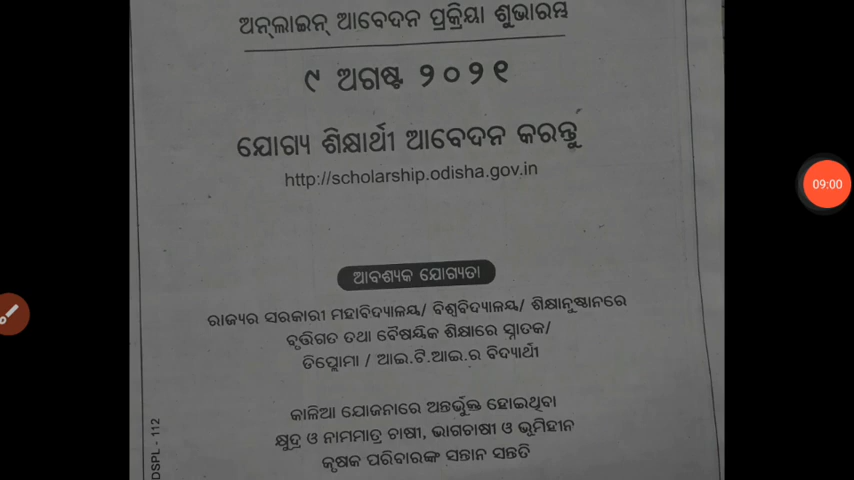 ଅନ୍‌ଲାଇନ୍ ଆବେଦନ ପ୍ରକ୍ରିୟା ଶୁଭାରମ୍ଭ
୯ ଅଗଷ୍ଟ ୨୦୨୧
ଯୋଗ୍ୟ ଶିକ୍ଷାର୍ଥୀ ଆବେଦନ କରନ୍ତୁ
http://scholarship.odisha.gov.in
ଆବଶ୍ୟକ ଯୋଗ୍ୟତା
ରାଜ୍ୟର ସରକାରୀ ମହାବିଦ୍ୟାଳୟ/ ବିଶ୍ଵବିଦ୍ୟାଳୟ/ ଶିକ୍ଷାନୁଷ୍ଠାନରେ
ବୃତ୍ତିଗତ ତଥା ବୈଷୟିକ ଶିକ୍ଷାରେ ସ୍ନାତକ/
ଡିପ୍ଲୋମା / ଆଇ.ଟି.ଆଇ.ର ବିଦ୍ୟାର୍ଥୀ
କାଳିଆ ଯୋଜନାରେ ଅନ୍ତର୍ଭୁକ୍ତ ହୋଇଥିବା
କ୍ଷୁଦ୍ର ଓ ନାମମାତ୍ର ଚାଷୀ, ଭାଗଚାଷୀ ଓ ଭୂମିହୀନ
କୃଷକ ପରିବାରଙ୍କ ସନ୍ତାନ ସନ୍ତତି
DSPL - 112
09:00